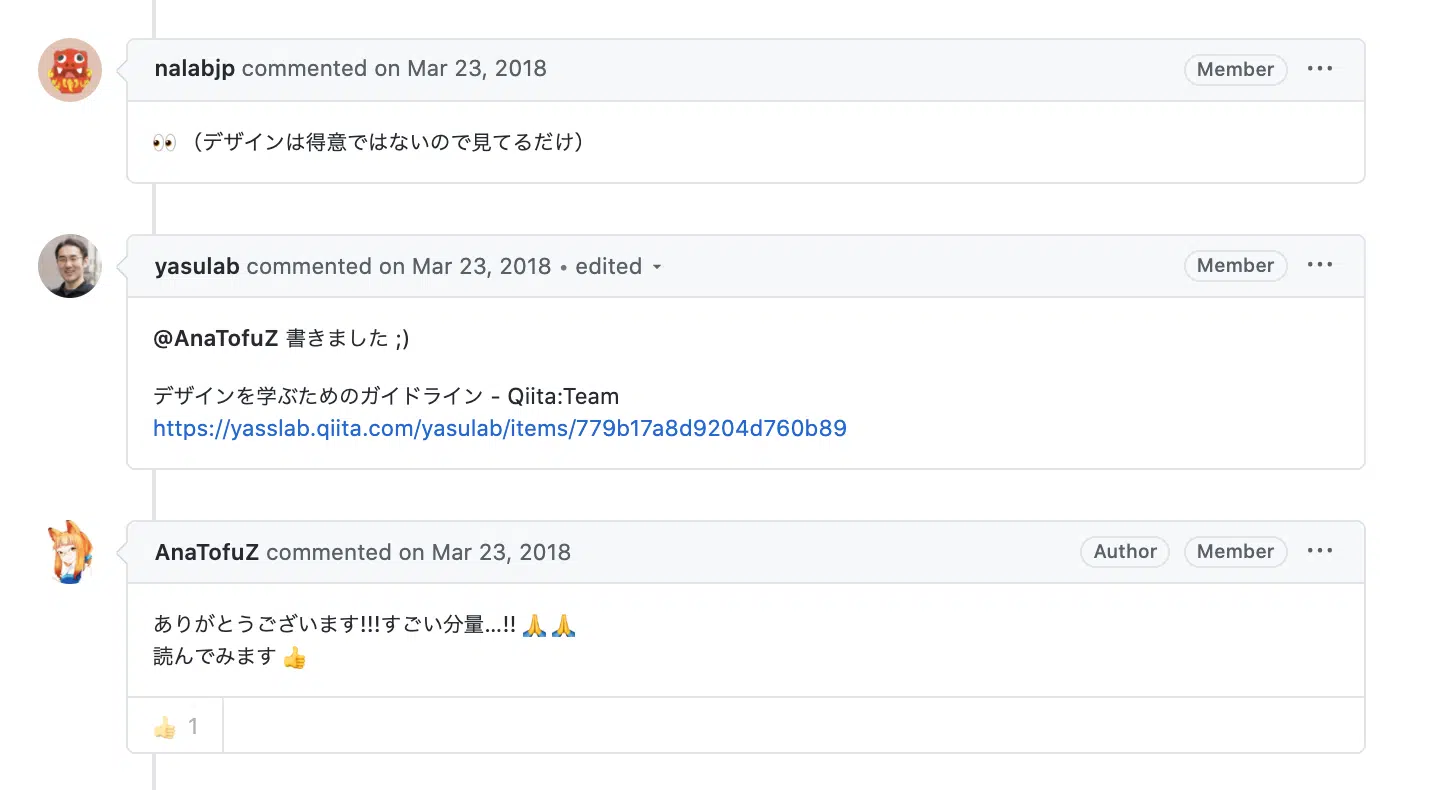 nalabjp commented on Mar 23, 2018 Member ...
👀 （デザインは得意ではないので見てるだけ）
yasulab commented on Mar 23, 2018 • edited Member ...
@AnaTofuZ 書きました ;)
デザインを学ぶためのガイドライン - Qiita:Team
https://yasslab.qiita.com/yasulab/items/779b17a8d9204d760b89
AnaTofuZ commented on Mar 23, 2018 Author Member ...
ありがとうございます!!!すごい分量...!! 🙏 🙏
読んでみます 👍
👍 1